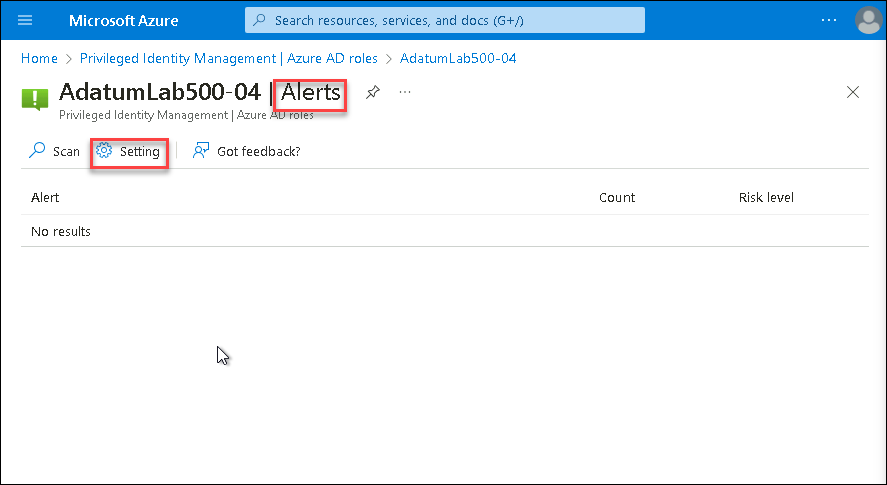 Microsoft Azure
Search resources, services, and docs (G+/)
Home > Privileged Identity Management | Azure AD roles > AdatumLab500-04
AdatumLab500-04 | Alerts
Privileged Identity Management | Azure AD roles
Scan Setting Got feedback?
Alert Count Risk level
No results